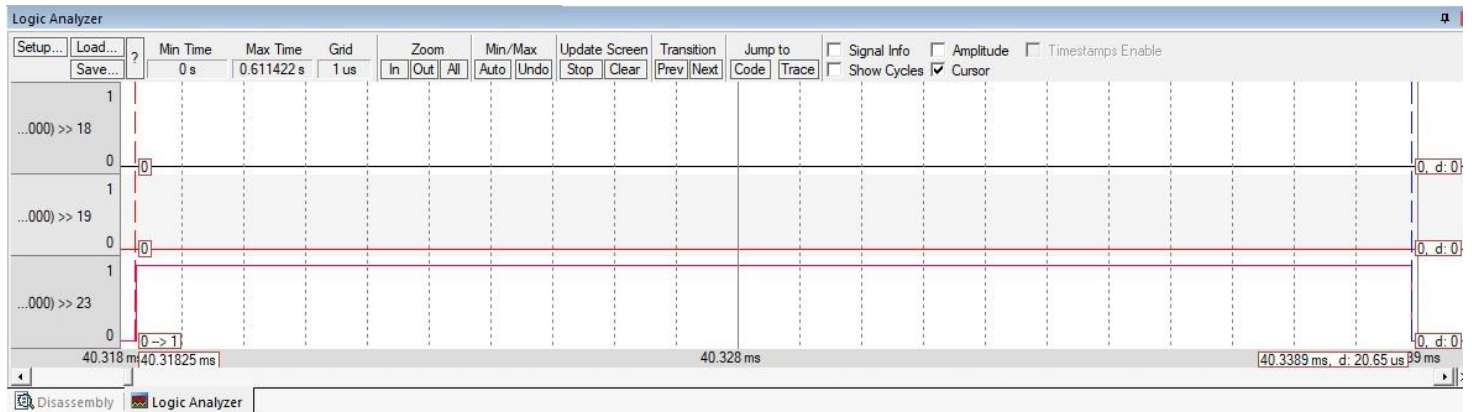 Logic Analyzer
Setup... Load... ? Min Time Max Time Grid Zoom Min/Max Update Screen Transition Jump to Signal Info Amplitude Timestamps Enable
Save... 0 s 0.611422 s 1 us In Out All Auto Undo Stop Clear Prev Next Code Trace Show Cycles Cursor
1
...000) >> 18
0 0 0, d: 0
1
...000) >> 19
0 0 0, d: 0
1
...000) >> 23
0 0 --> 1 0, d: 0
40.318 m 40.31825 ms 40.328 ms 40.3389 ms, d: 20.65 us 39 ms
Disassembly Logic Analyzer